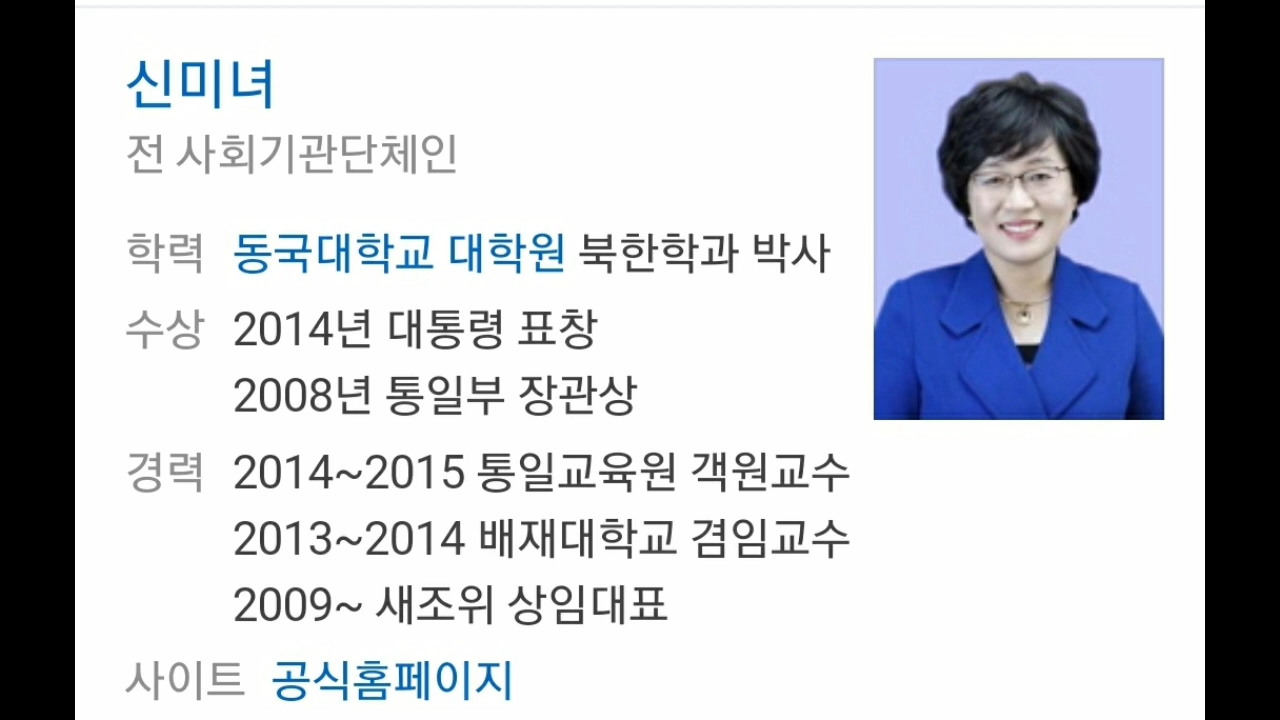 신미녀
전 사회기관단체인
학력 동국대학교 대학원 북한학과 박사
수상 2014년 대통령 표창
2008년 통일부 장관상
경력 2014~2015 통일교육원 객원교수
2013~2014 배재대학교 겸임교수
2009~ 새조위 상임대표
사이트 공식홈페이지